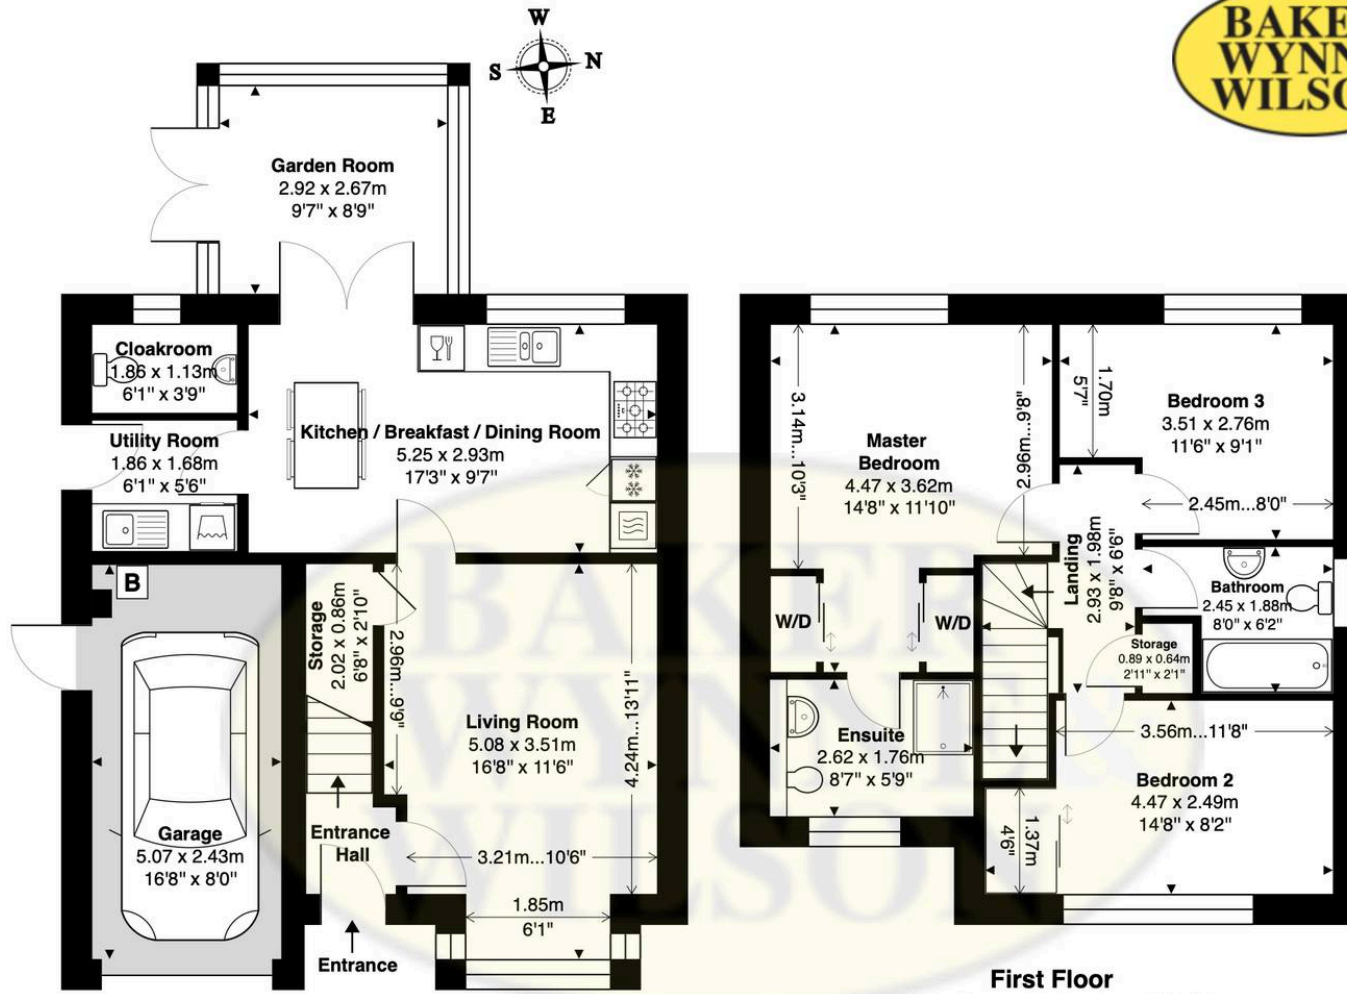 W
S
N
E
BAKE
WYNN
WILSO
Garden Room
2.92 x 2.67m
9'7" x 8'9"
Cloakroom
1.86 x 1.13m
6'1" x 3'9"
Utility Room
1.86 x 1.68m
6'1" x 5'6"
Kitchen / Breakfast / Dining Room
5.25 x 2.93m
17'3" x 9'7"
B
Storage
2.02 x 0.86m
6'8" x 2'10"
2.96m...9'9"
Living Room
5.08 x 3.51m
16'8" x 11'6"
4.24m...13'11"
Garage
5.07 x 2.43m
16'8" x 8'0"
Entrance
Hall
3.21m...10'6"
1.85m
6'1"
Entrance
Master
Bedroom
4.47 x 3.62m
14'8" x 11'10"
3.14m...10'3"
2.96m...9'8"
1.70m
5'7"
Bedroom 3
3.51 x 2.76m
11'6" x 9'1"
2.45m...8'0"
Landing
2.93 x 1.98m
9'8" x 6'6"
Bathroom
2.45 x 1.88m
8'0" x 6'2"
W/D
W/D
Storage
0.89 x 0.64m
2'11" x 2'1"
Ensuite
2.62 x 1.76m
8'7" x 5'9"
3.56m...11'8"
Bedroom 2
4.47 x 2.49m
14'8" x 8'2"
1.37m
4'6"
First Floor
BAKER
WYNNE
WILSON